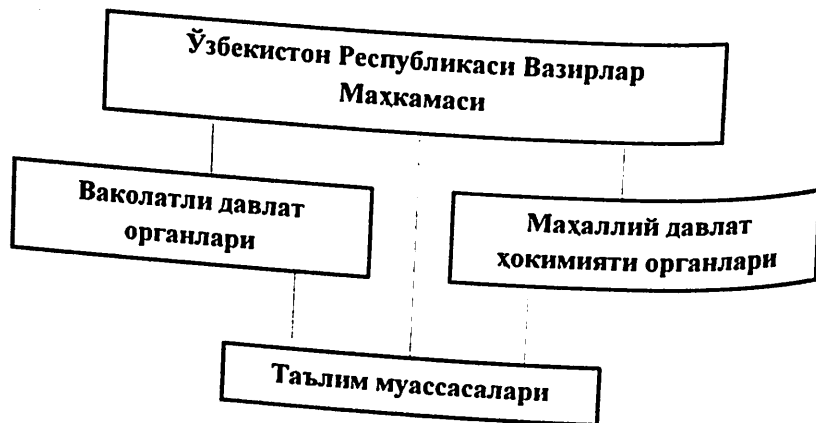 Ўзбекистон Республикаси Вазирлар
Маҳкамаси
Ваколатли давлат
органлари
Маҳаллий давлат
ҳокимияти органлари
Таълим муассасалари